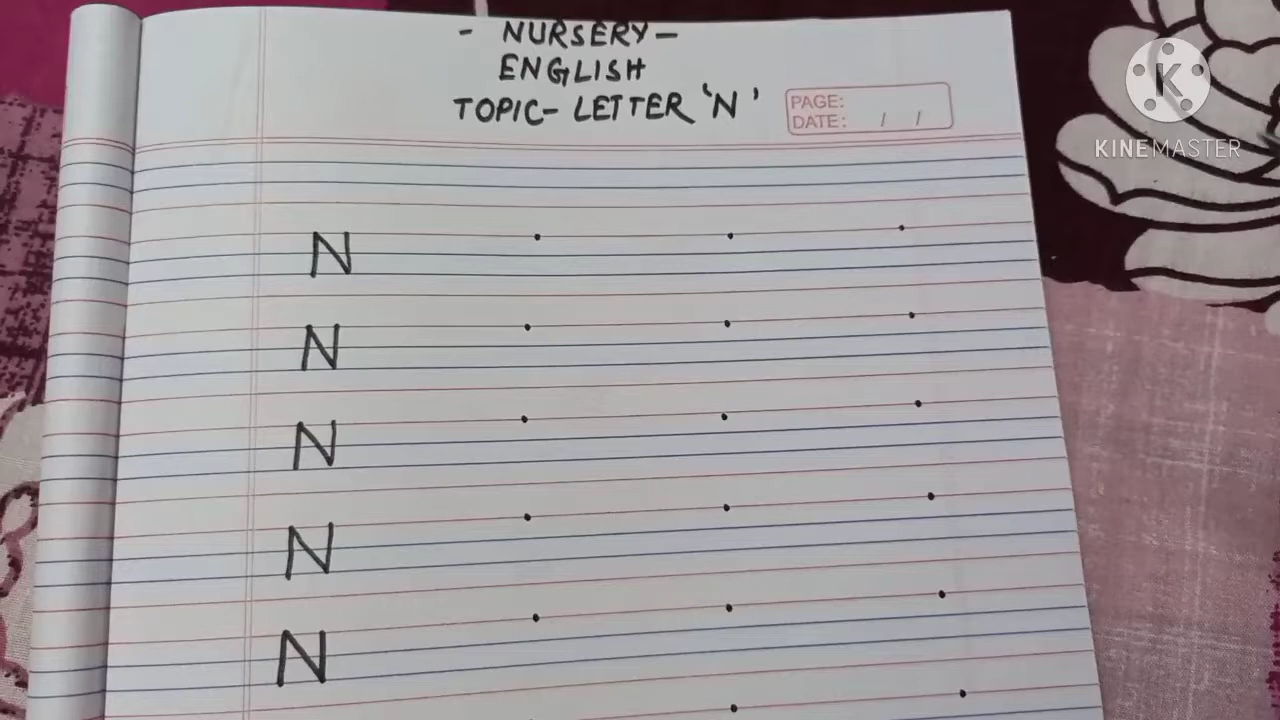 - NURSERY -
ENGLISH
TOPIC- LETTER 'N'
PAGE:
DATE: / /
K
KINEMASTER
N
N
N
N
N